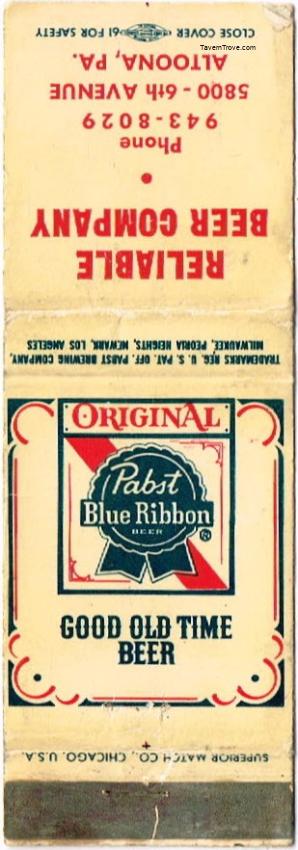 TavernTrove.com
CLOSE COVER FOR SAFETY 61
ALTOONA, PA.
5800 - 6th AVENUE
943-8029
Phone
•
BEER COMPANY
RELIABLE
TRADEMARKS REG. U. S. PAT. OFF. PABST BREWING COMPANY,
MILWAUKEE, PEORIA HEIGHTS, NEWARK, LOS ANGELES
ORIGINAL
Pabst
Blue Ribbon
BEER
®
GOOD OLD TIME
BEER
SUPERIOR MATCH CO., CHICAGO, U.S.A.